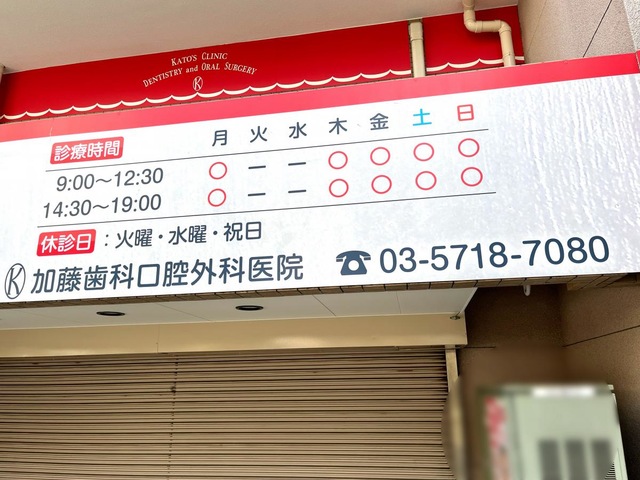 KATO'S CLINIC
DENTISTRY and ORAL SURGERY
K
診療時間 月 火 水 木 金 土 日
9:00〜12:30 ○ ー ー ○ ○ ○ ○
14:30〜19:00 ○ ー ー ○ ○ ○ ○
休診日：火曜・水曜・祝日
K 加藤歯科口腔外科医院 ☎ 03-5718-7080